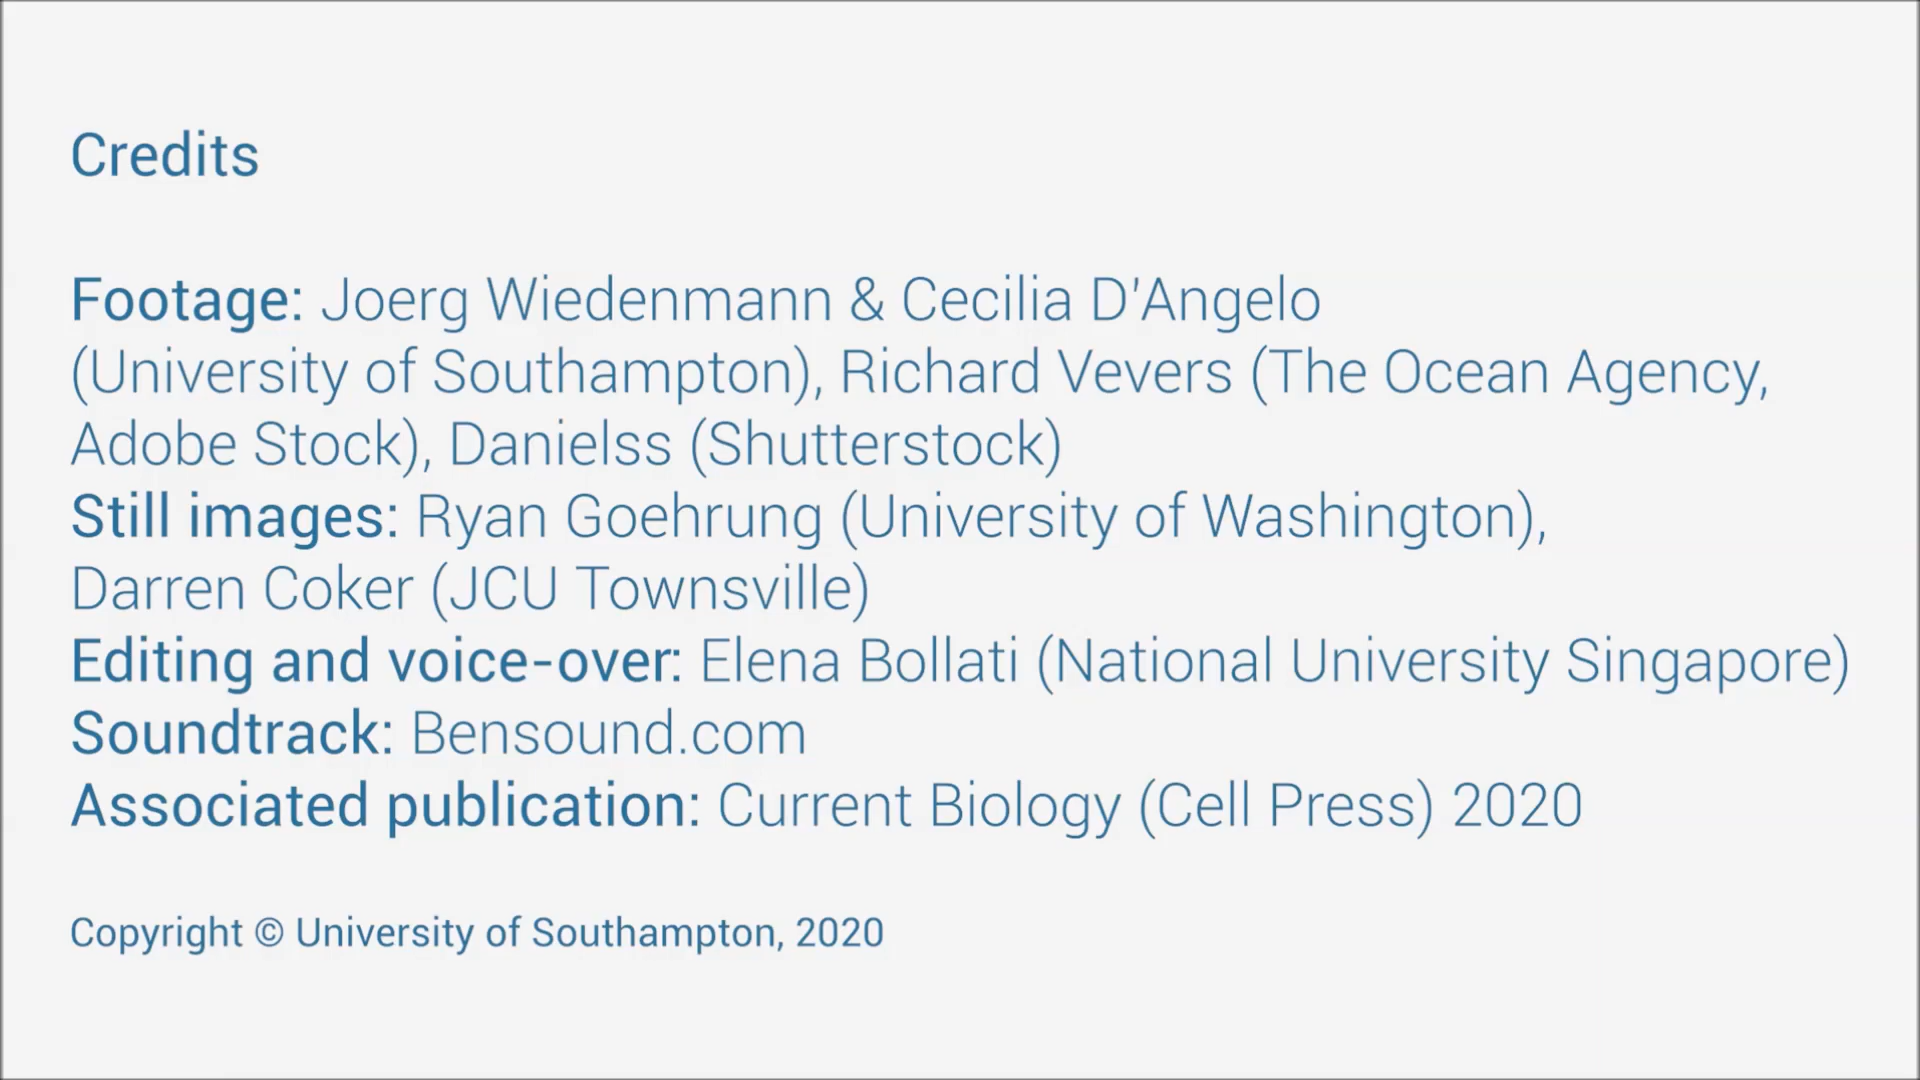 Credits
Footage: Joerg Wiedenmann & Cecilia D'Angelo
(University of Southampton), Richard Vevers (The Ocean Agency,
Adobe Stock), Danielss (Shutterstock)
Still images: Ryan Goehrung (University of Washington),
Darren Coker (JCU Townsville)
Editing and voice-over: Elena Bollati (National University Singapore)
Soundtrack: Bensound.com
Associated publication: Current Biology (Cell Press) 2020
Copyright © University of Southampton, 2020